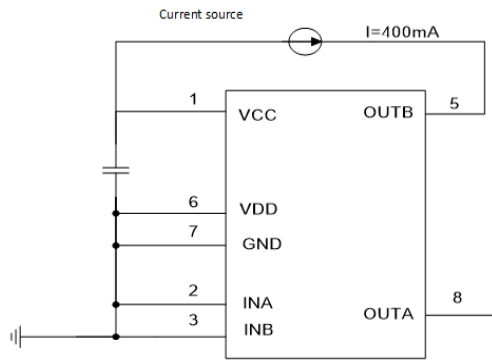 Current source
I=400mA
1
VCC
OUTB
5
6
VDD
7
GND
2
INA
3
INB
OUTA
8